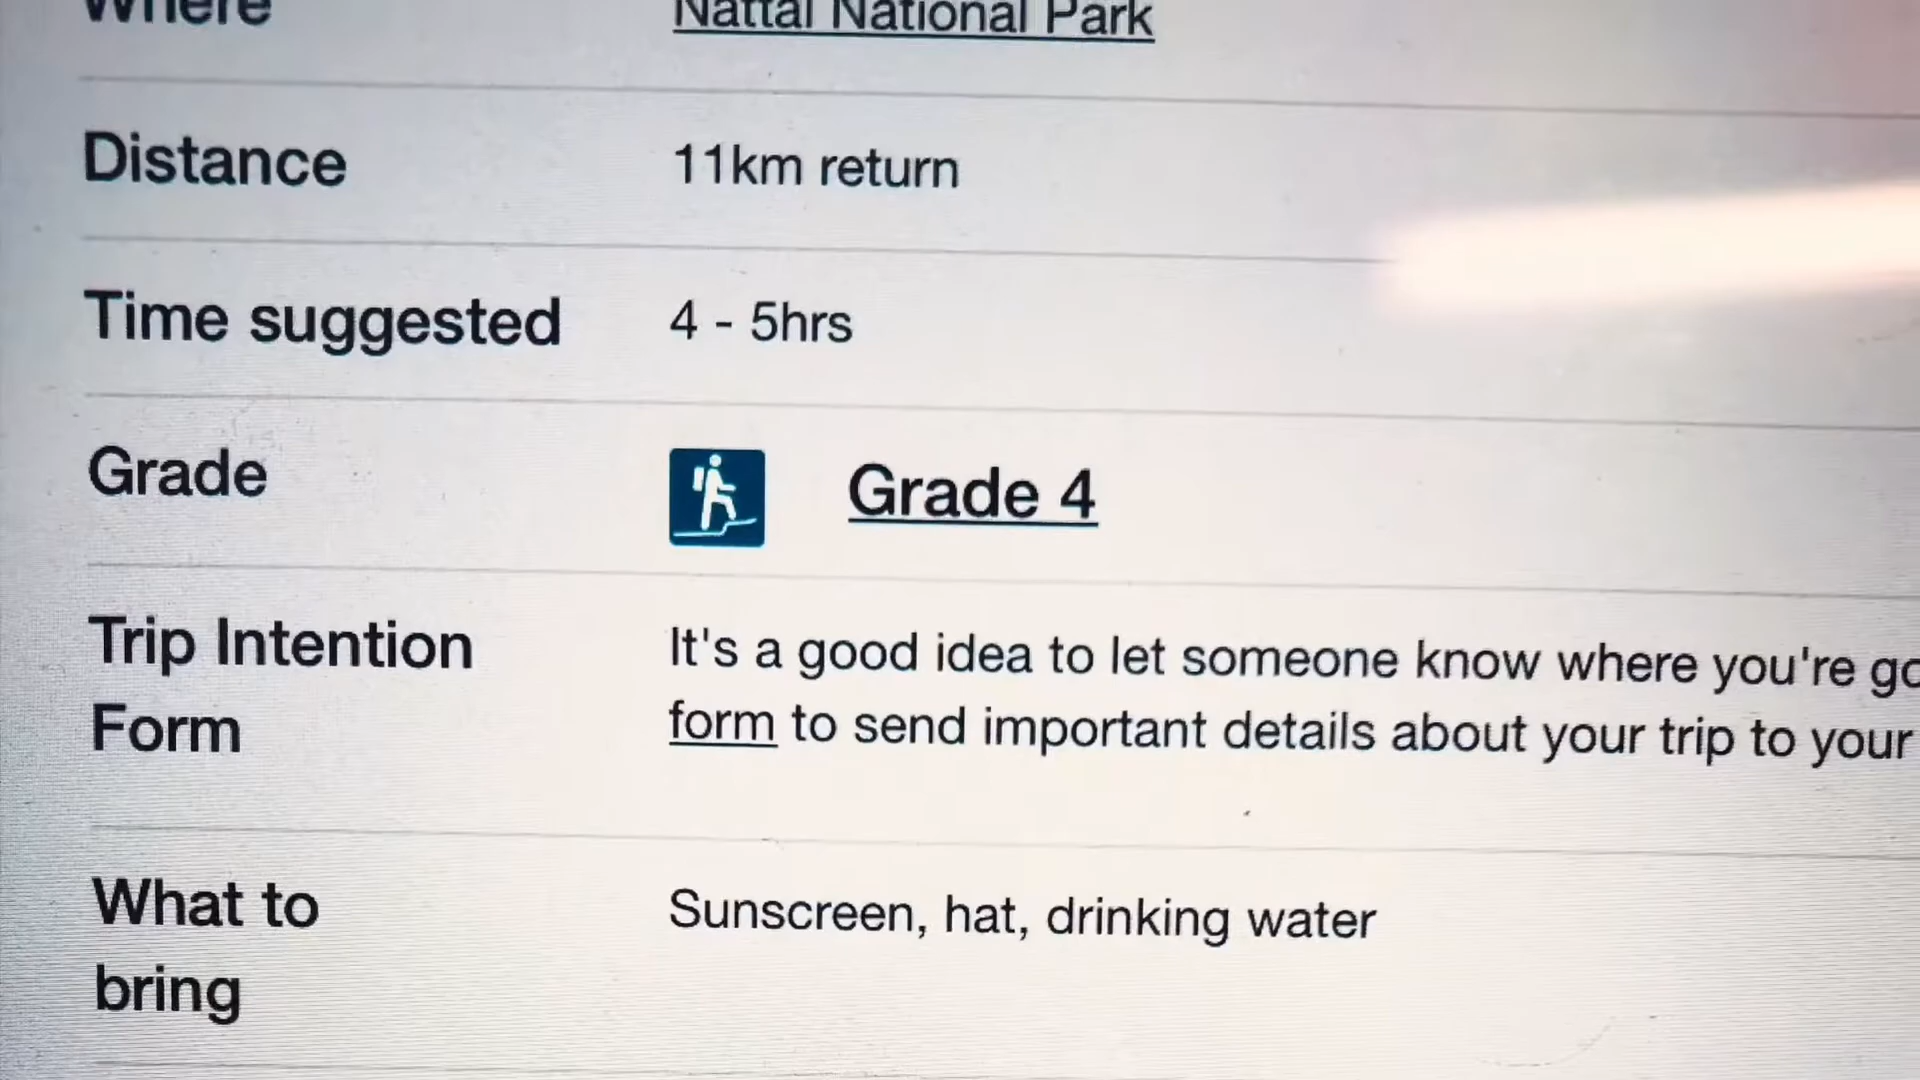 Where
Nattai National Park
Distance
11km return
Time suggested
4 - 5hrs
Grade
Grade 4
Trip Intention
Form
It's a good idea to let someone know where you're go
form to send important details about your trip to your
What to
bring
Sunscreen, hat, drinking water